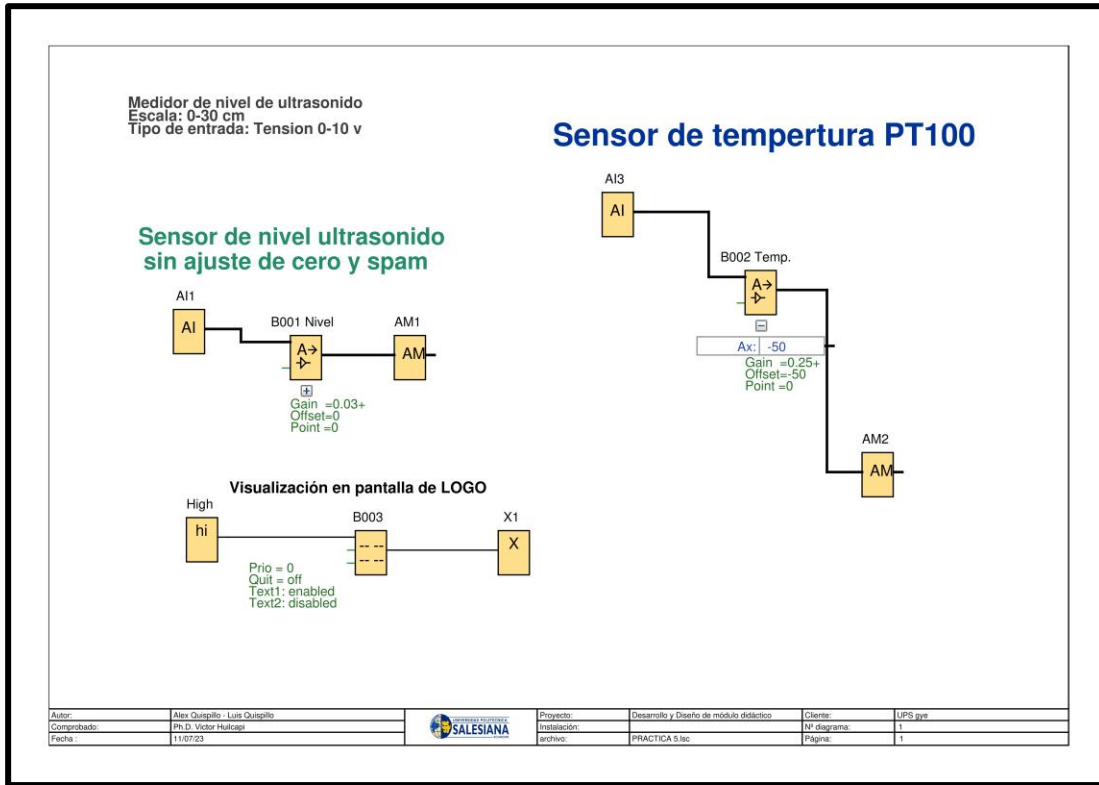 Medidor de nivel de ultrasonido
Escala: 0-30 cm
Tipo de entrada: Tension 0-10 v
Sensor de tempertura PT100
AI3
AI
B002 Temp.
A→
Ax: -50
Gain =0.25+
Offset=-50
Point =0
AM2
AM
Sensor de nivel ultrasonido
sin ajuste de cero y spam
AI1
AI
B001 Nivel
A→
AM1
AM
Gain =0.03+
Offset=0
Point =0
Visualización en pantalla de LOGO
High
hi
B003
X1
X
Prio = 0
Quit = off
Text1: enabled
Text2: disabled
Autor: Alex Quispillo - Luis Quispillo
Comprobado: Ph.D. Victor Huilcapi
Fecha : 11/07/23
UNIVERSIDAD POLITÉCNICA
SALESIANA
ECUADOR
Proyecto: Desarrollo y Diseño de módulo didáctico
Instalación:
archivo: PRACTICA 5.lsc
Cliente: UPS gye
Nº diagrama: 1
Página: 1